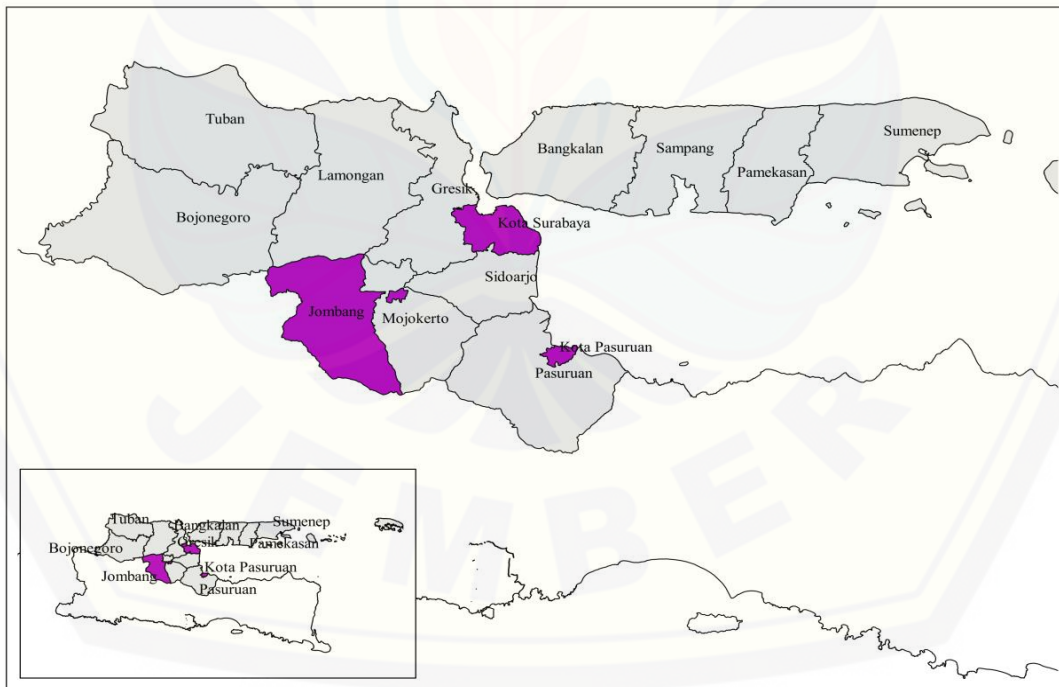 Tuban
Sumenep
Bangkalan
Sampang
Pamekasan
Lamongan
Gresik
Bojonegoro
Kota Surabaya
Sidoarjo
Jombang
Mojokerto
Kota Pasuruan
Pasuruan
JEMBER
Tuban
Bangkalan
Sumenep
Gresik
Pamekasan
Bojonegoro
Kota Pasuruan
Jombang
Pasuruan